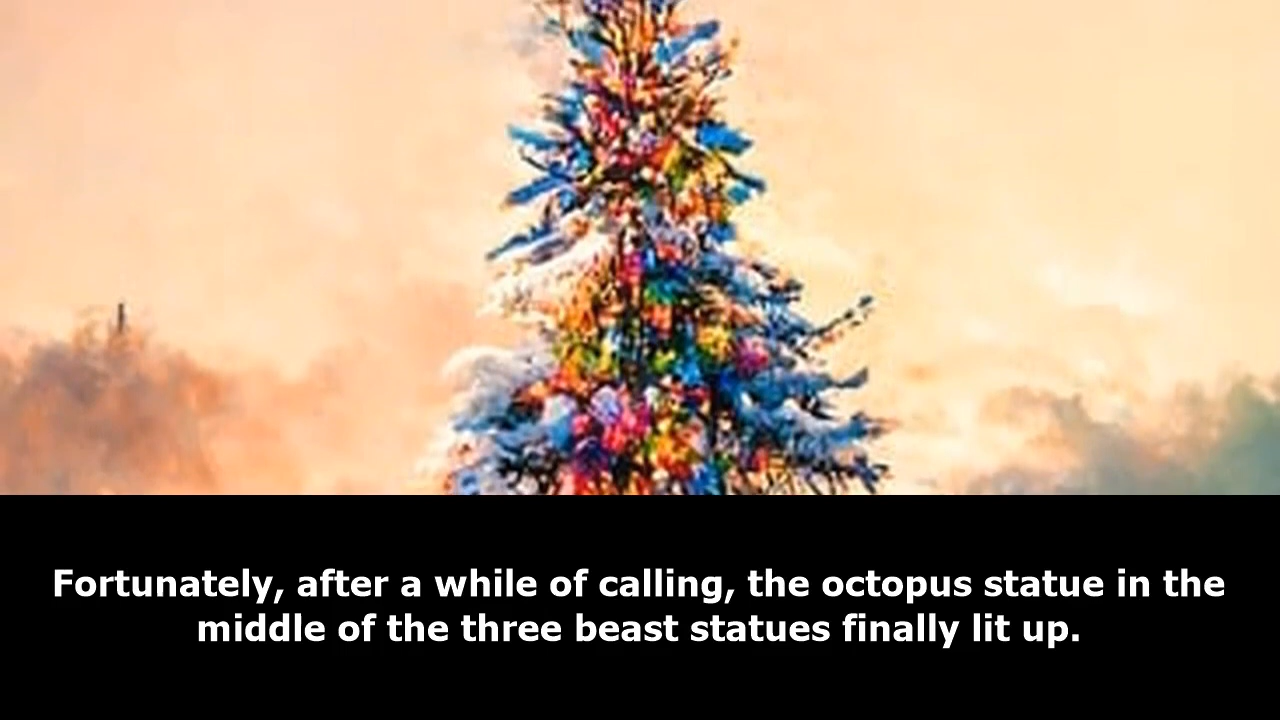 Fortunately, after a while of calling, the octopus statue in the
middle of the three beast statues finally lit up.